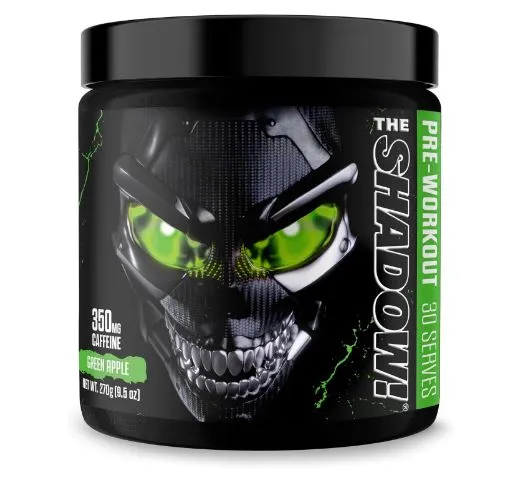 THE
SHADOW!®
PRE-WORKOUT 30 SERVES
350MG
CAFFEINE
GREEN APPLE
NET WT. 270g (9.5 oz)